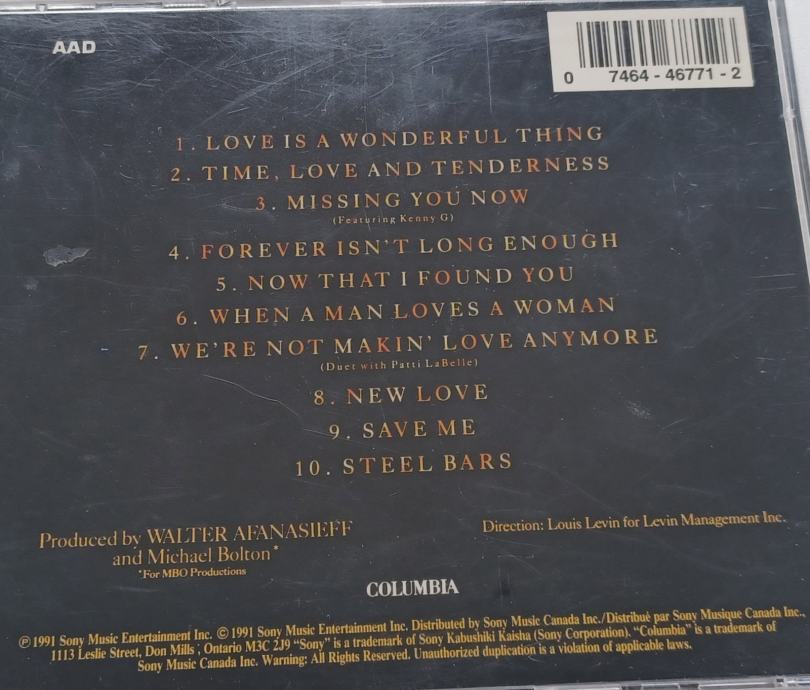 AAD
0 7464 - 46771 - 2
1. LOVE IS A WONDERFUL THING
2. TIME, LOVE AND TENDERNESS
3. MISSING YOU NOW
(Featuring Kenny G)
4. FOREVER ISN'T LONG ENOUGH
5. NOW THAT I FOUND YOU
6. WHEN A MAN LOVES A WOMAN
7. WE'RE NOT MAKIN' LOVE ANYMORE
(Duet with Patti LaBelle)
8. NEW LOVE
9. SAVE ME
10. STEEL BARS
Produced by WALTER AFANASIEFF
and Michael Bolton*
*For MBO Productions
Direction: Louis Levin for Levin Management Inc.
COLUMBIA
℗1991 Sony Music Entertainment Inc. ©1991 Sony Music Entertainment Inc. Distributed by Sony Music Canada Inc./Distribué par Sony Musique Canada Inc.,
1113 Leslie Street, Don Mills, Ontario M3C 2J9 "Sony" is a trademark of Sony Kabushiki Kaisha (Sony Corporation). "Columbia" is a trademark of
Sony Music Canada Inc. Warning: All Rights Reserved. Unauthorized duplication is a violation of applicable laws.